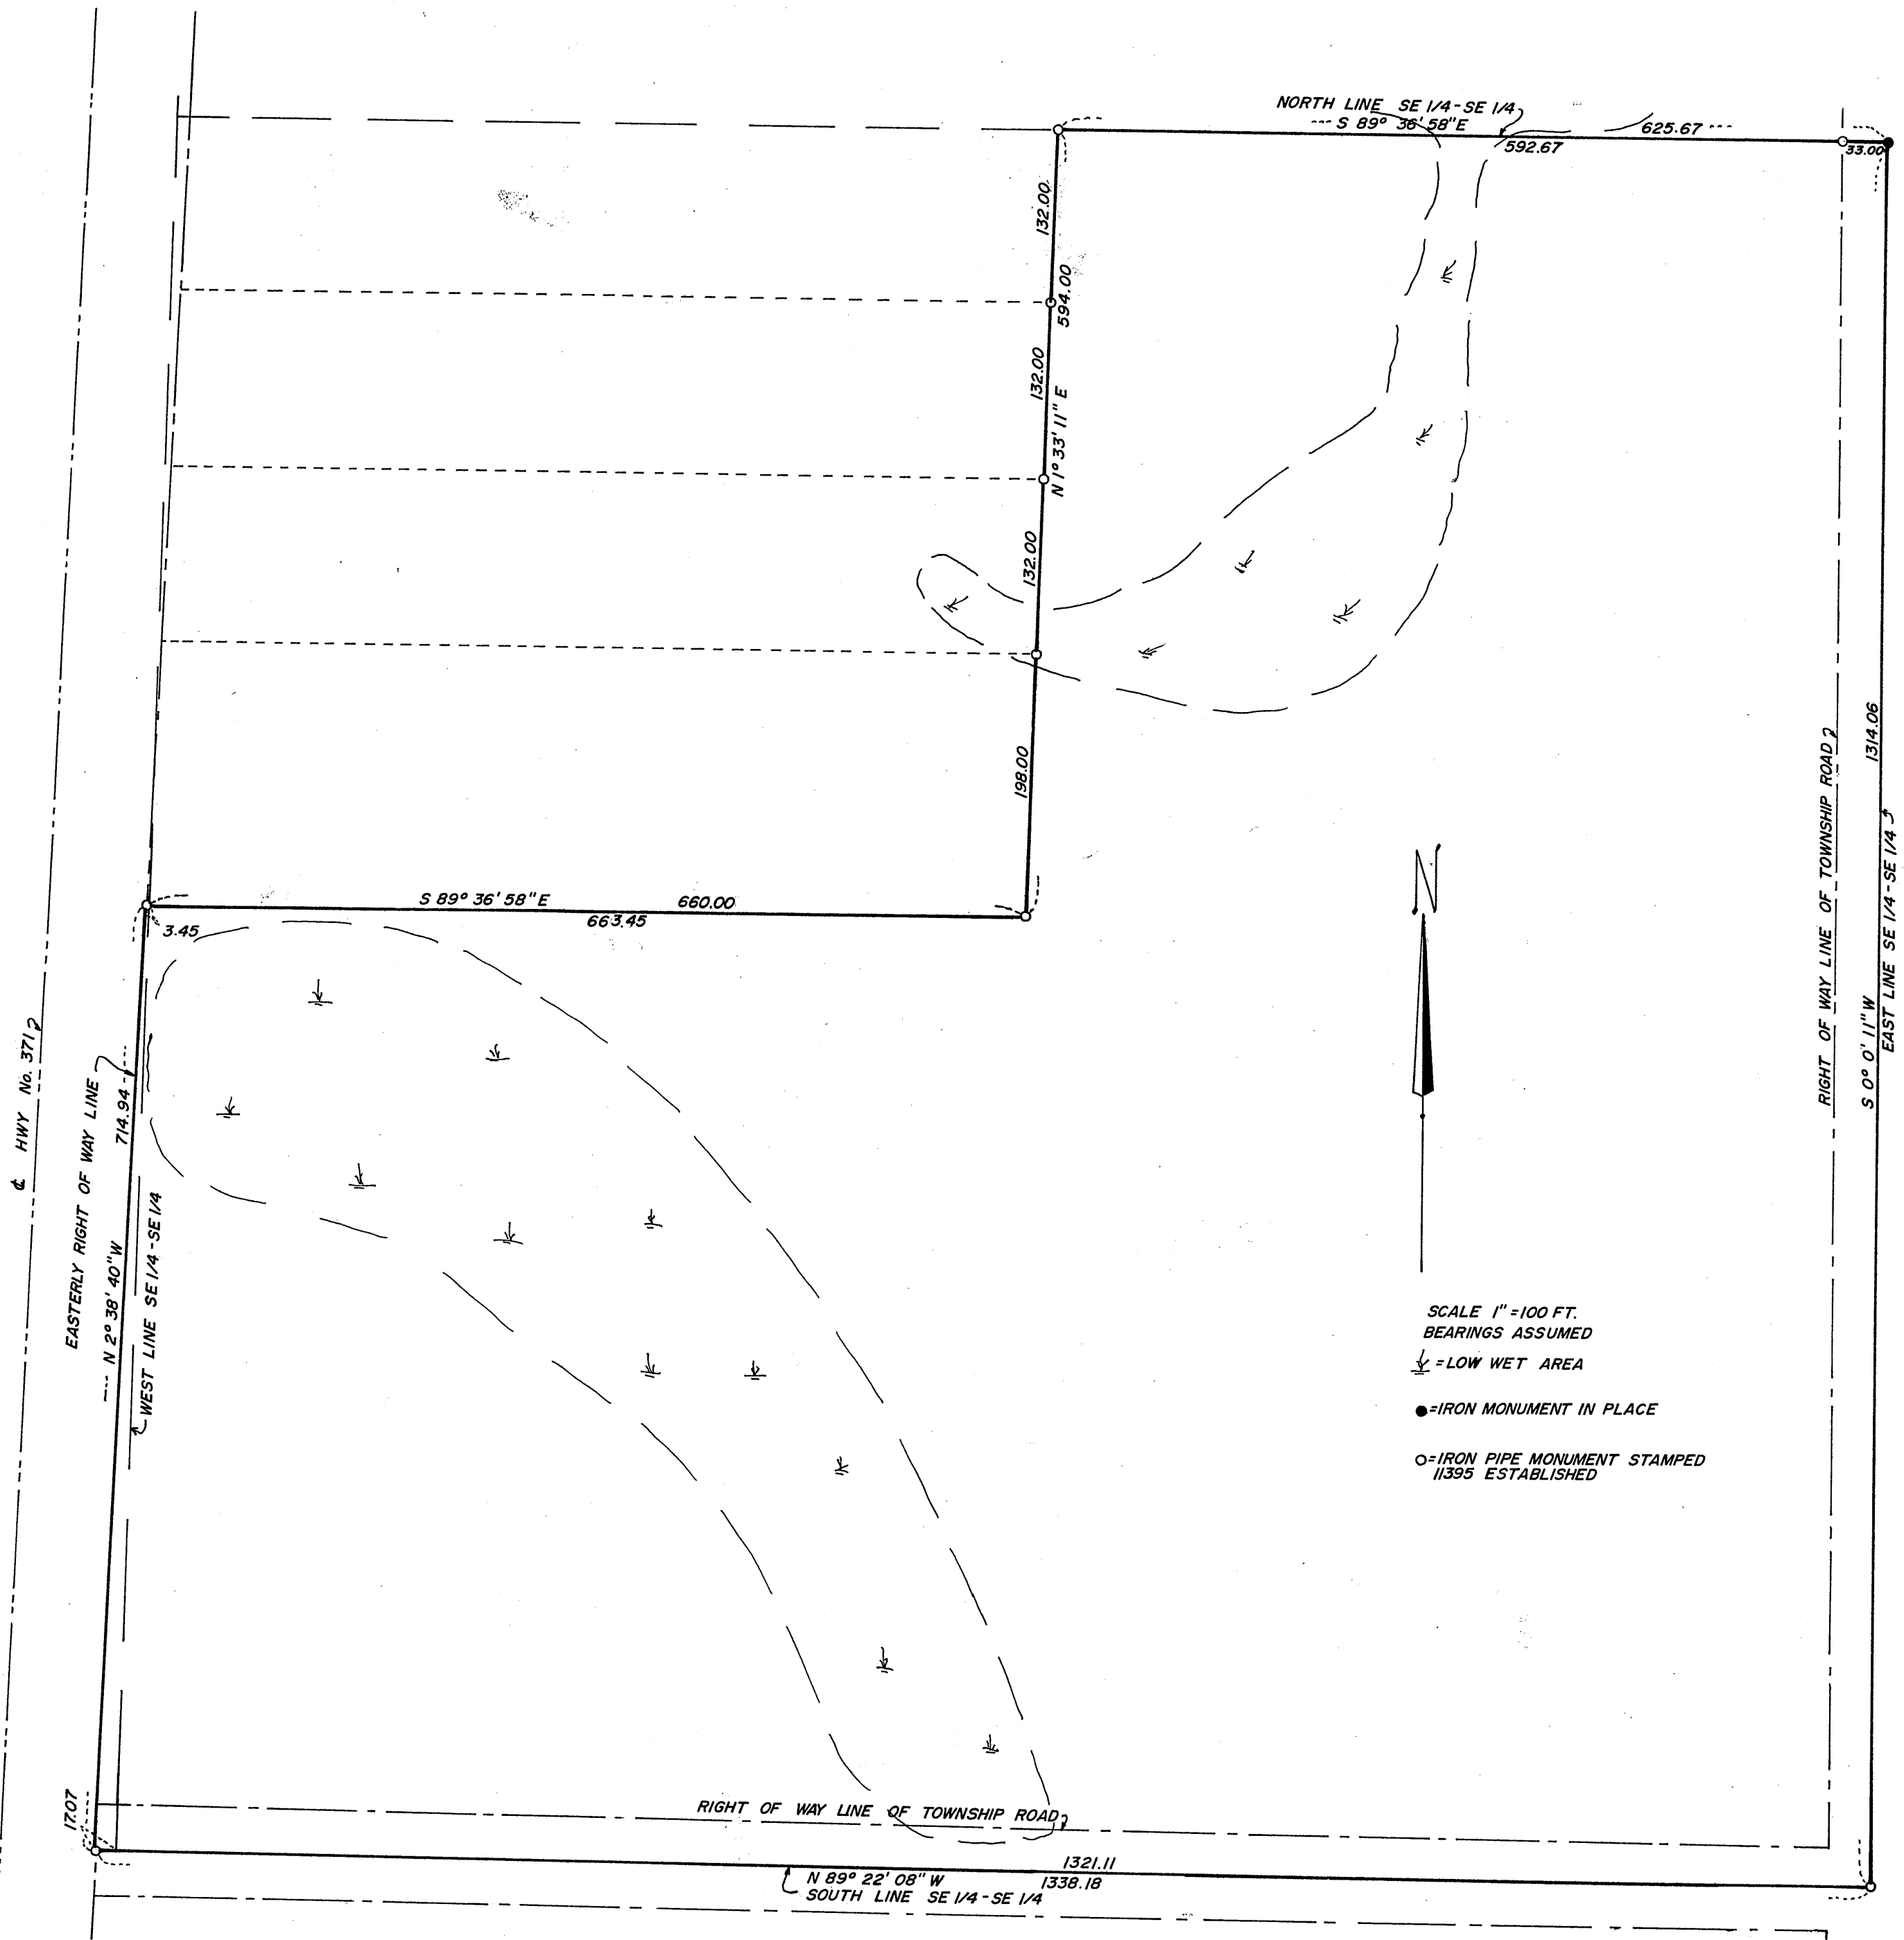 NORTH LINE SE 1/4-SE 1/4
S 89° 36' 58"E
625.67
592.67
33.00
132.00
594.00
132.00
N 1° 33' 11" E
132.00
198.00
S 89° 36' 58"E
660.00
663.45
3.45
RIGHT OF WAY LINE OF TOWNSHIP ROAD
1314.06
S 0° 0' 11" W
EAST LINE SE 1/4-SE 1/4
N
HWY No. 371
EASTERLY RIGHT OF WAY LINE
714.94
N 2° 38' 40"W
WEST LINE SE 1/4-SE 1/4
SCALE 1"=100 FT.
BEARINGS ASSUMED
=LOW WET AREA
=IRON MONUMENT IN PLACE
=IRON PIPE MONUMENT STAMPED
11395 ESTABLISHED
17.07
RIGHT OF WAY LINE OF TOWNSHIP ROAD
1321.11
N 89° 22' 08" W
1338.18
SOUTH LINE SE 1/4-SE 1/4